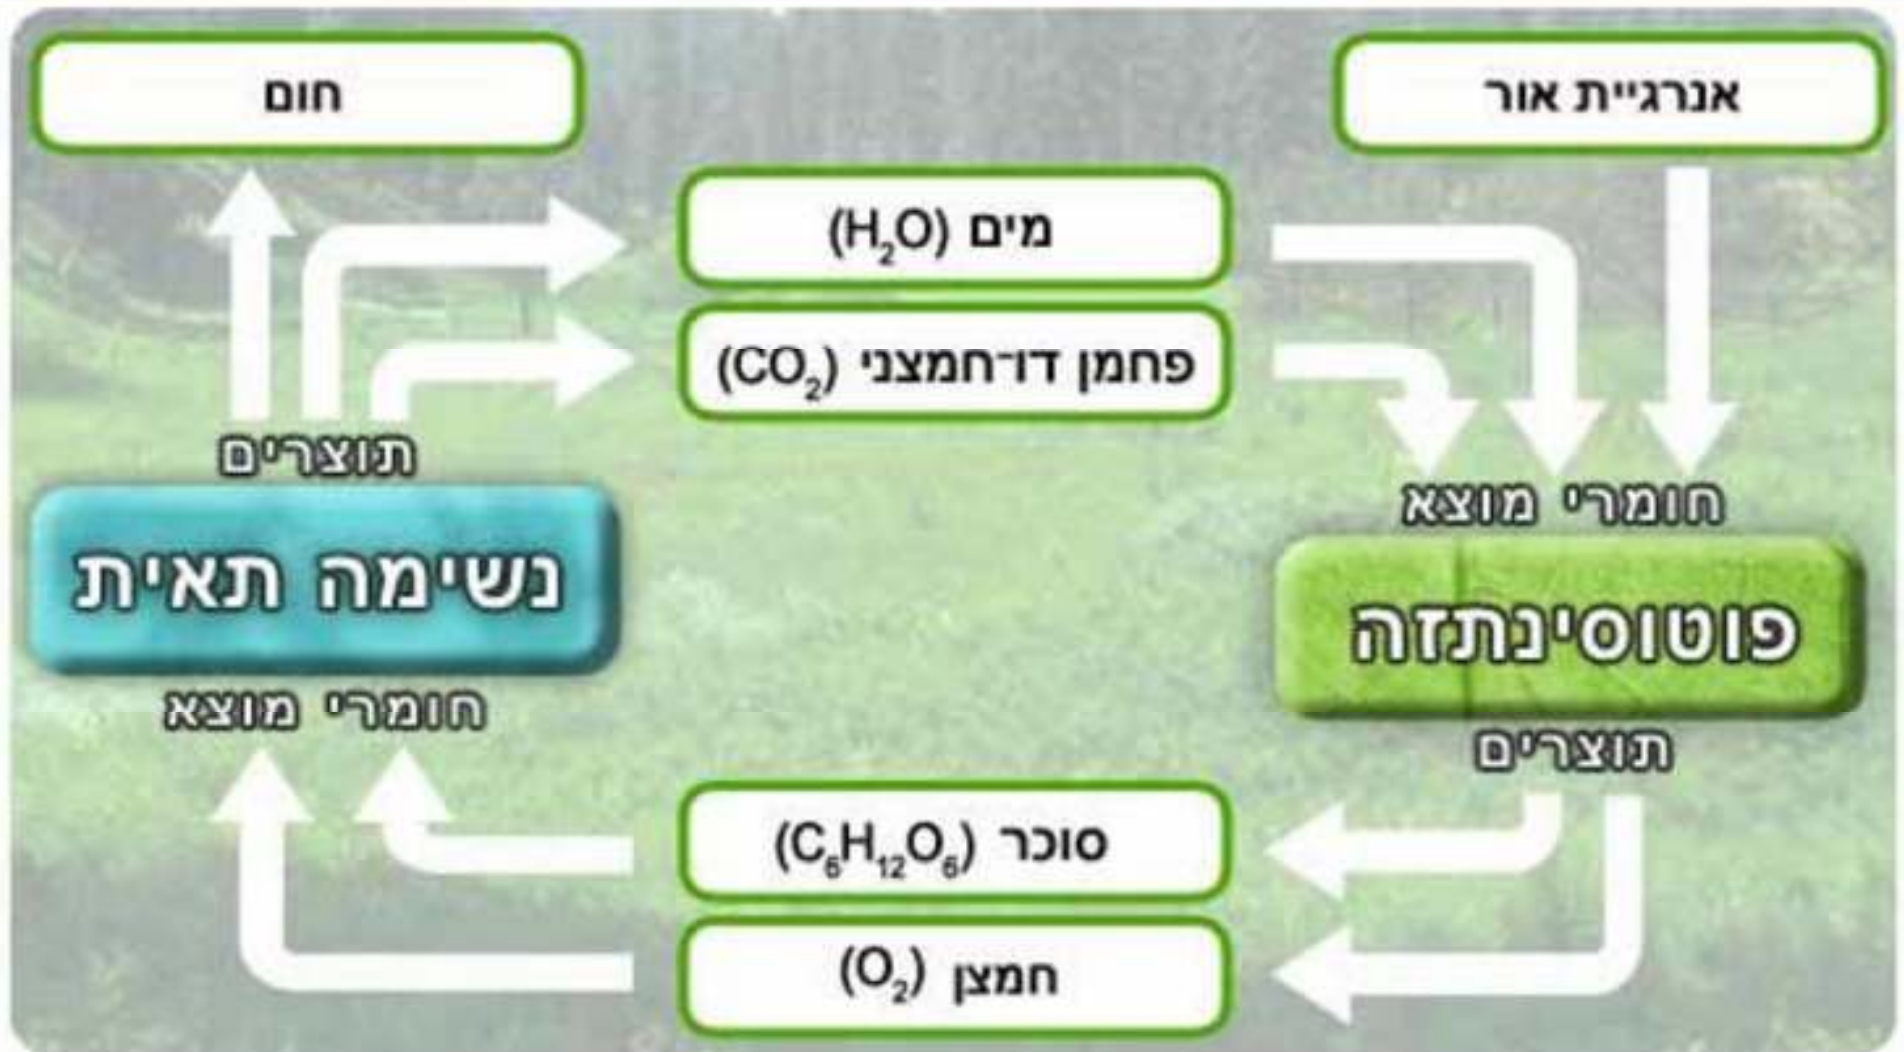 אנרגיית אור
חום
מים (H₂O)
פחמן דו־חמצני (CO₂)
תוצרים
חומרי מוצא
נשימה תאית
פוטוסינתזה
חומרי מוצא
תוצרים
סוכר (C₆H₁₂O₆)
חמצן (O₂)